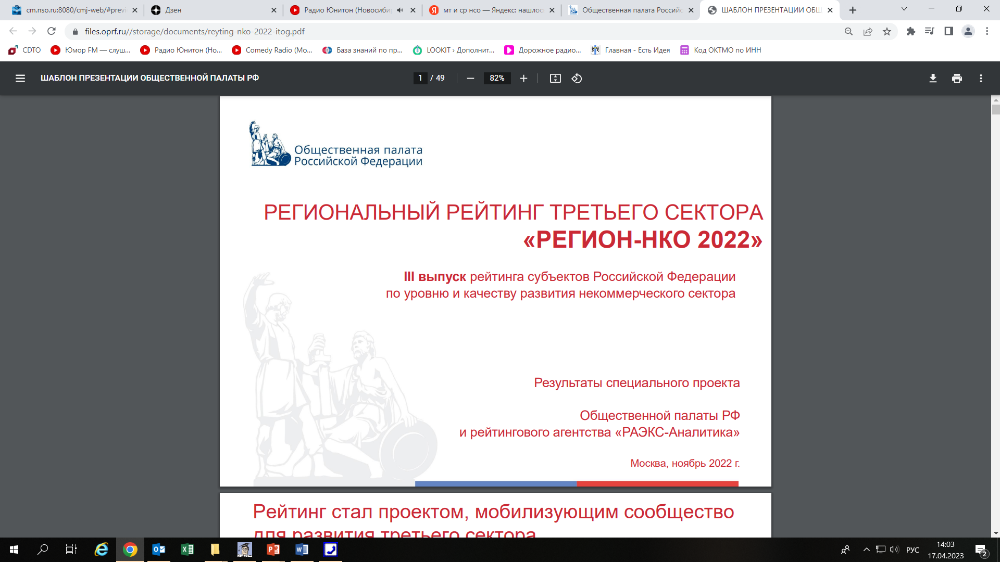 cm.nso.ru:8080/cmj-web/#previ
Дзен
Радио Юнитон (Новосиби
мт и ср нсо — Яндекс: нашлос
Общественная палата Российс
ШАБЛОН ПРЕЗЕНТАЦИИ ОБЩ
files.oprf.ru//storage/documents/reyting-nko-2022-itog.pdf
CDTO
Юмор FM — слуш...
Радио Юнитон (Но...
Comedy Radio (Мо...
База знаний по пр...
LOOKIT › Дополнит...
Дорожное радио...
Главная - Есть Идея
Код ОКТМО по ИНН
ШАБЛОН ПРЕЗЕНТАЦИИ ОБЩЕСТВЕННОЙ ПАЛАТЫ РФ
1 / 49
82%
Общественная палата
Российской Федерации
РЕГИОНАЛЬНЫЙ РЕЙТИНГ ТРЕТЬЕГО СЕКТОРА
«РЕГИОН-НКО 2022»
III выпуск рейтинга субъектов Российской Федерации
по уровню и качеству развития некоммерческого сектора
Результаты специального проекта
Общественной палаты РФ
и рейтингового агентства «РАЭКС-Аналитика»
Москва, ноябрь 2022 г.
Рейтинг стал проектом, мобилизующим сообщество
для развития третьего сектора
РУС
14:03
17.04.2023
2